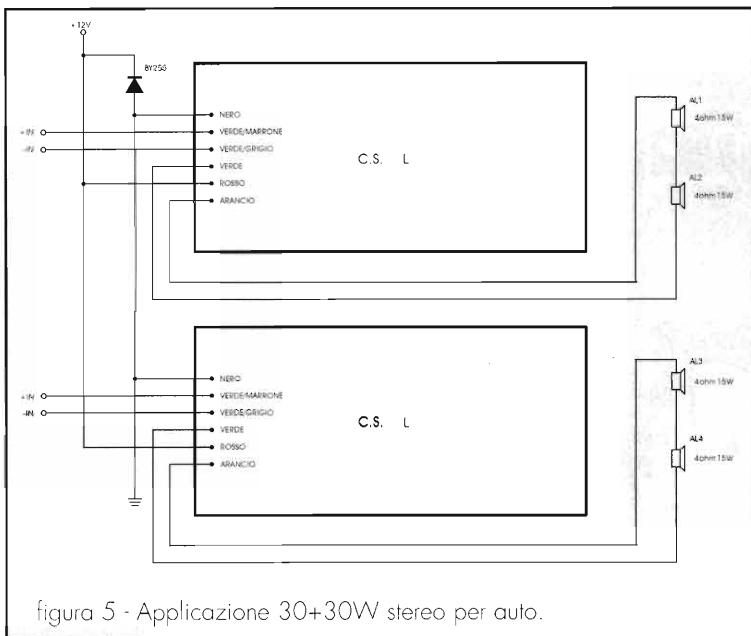 + 12V
BY255
NERO
+IN VERDE/MARRONE
-IN VERDE/GRIGIO
VERDE
ROSSO
ARANCIO
C.S. L
AL1
4ohm 15W
AL2
4ohm 15W
NERO
+IN VERDE/MARRONE
-IN VERDE/GRIGIO
VERDE
ROSSO
ARANCIO
C.S. L
AL3
4ohm 15W
AL4
4ohm 15W
figura 5 - Applicazione 30+30W stereo per auto.